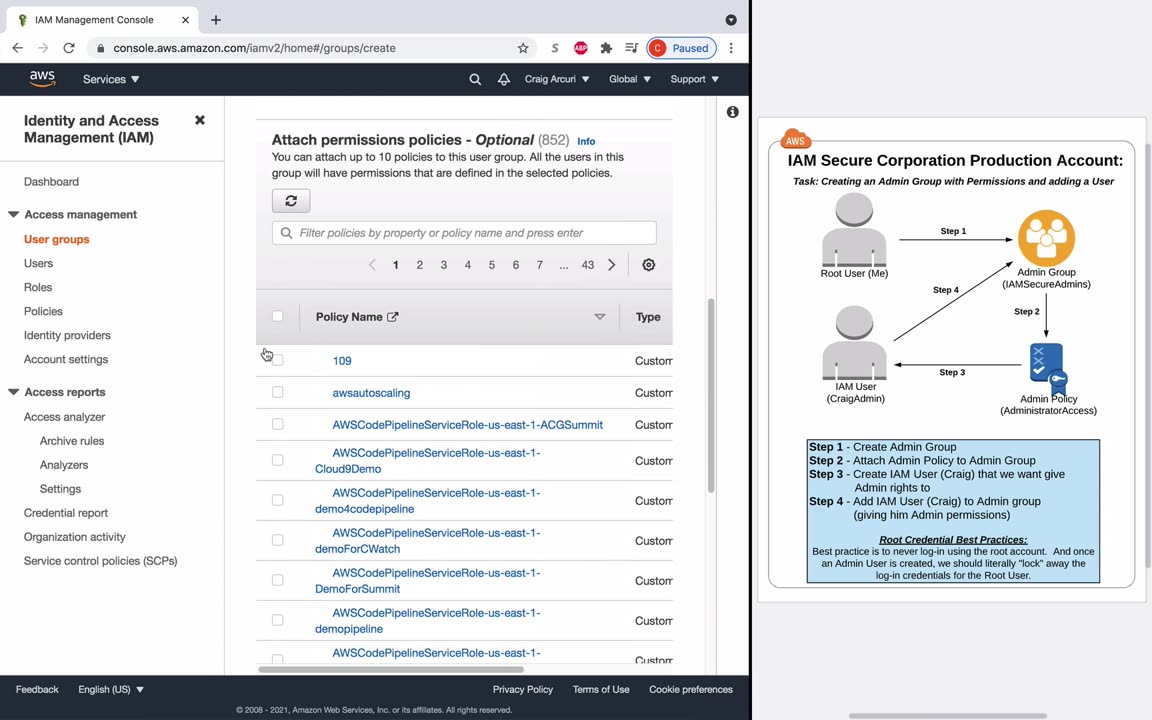 IAM Management Console
console.aws.amazon.com/iamv2/home#/groups/create
S
ABP
C Paused
aws
Services
Craig Arcuri
Global
Support
Identity and Access
Management (IAM)
Dashboard
Access management
User groups
Users
Roles
Policies
Identity providers
Account settings
Access reports
Access analyzer
Archive rules
Analyzers
Settings
Credential report
Organization activity
Service control policies (SCPs)
Attach permissions policies - Optional (852) Info
You can attach up to 10 policies to this user group. All the users in this
group will have permissions that are defined in the selected policies.
Filter policies by property or policy name and press enter
1 2 3 4 5 6 7 ... 43
Policy Name
Type
109
Custom
awsautoscaling
Custom
AWSCodePipelineServiceRole-us-east-1-ACGSummit
Custom
AWSCodePipelineServiceRole-us-east-1-
Cloud9Demo
Custom
AWSCodePipelineServiceRole-us-east-1-
demo4codepipeline
Custom
AWSCodePipelineServiceRole-us-east-1-
demoForCWatch
Custom
AWSCodePipelineServiceRole-us-east-1-
DemoForSummit
Custom
AWSCodePipelineServiceRole-us-east-1-
demopipeline
Custom
AWSCodePipelineServiceRole-us-east-1-
Custom
Feedback
English (US)
Privacy Policy
Terms of Use
Cookie preferences
© 2008 - 2021, Amazon Web Services, Inc. or its affiliates. All rights reserved.
AWS
IAM Secure Corporation Production Account:
Task: Creating an Admin Group with Permissions and adding a User
Step 1
Root User (Me)
Admin Group
(IAMSecureAdmins)
Step 4
Step 2
Step 3
IAM User
(CraigAdmin)
Admin Policy
(AdministratorAccess)
Step 1 - Create Admin Group
Step 2 - Attach Admin Policy to Admin Group
Step 3 - Create IAM User (Craig) that we want give
Admin rights to
Step 4 - Add IAM User (Craig) to Admin group
(giving him Admin permissions)
Root Credential Best Practices:
Best practice is to never log-in using the root account. And once
an Admin User is created, we should literally "lock" away the
log-in credentials for the Root User.